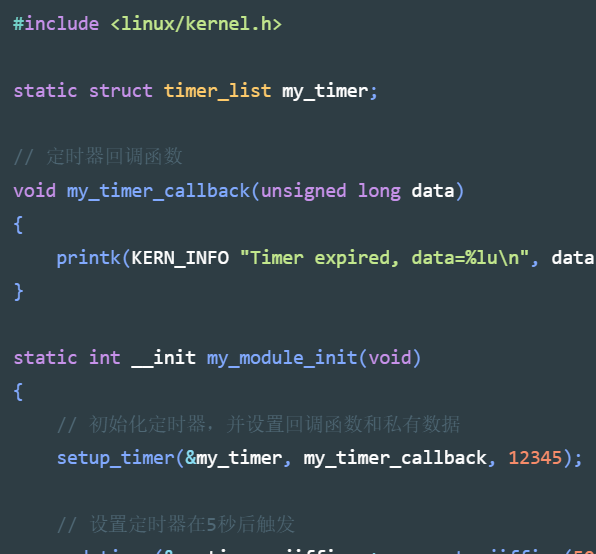 #include <linux/kernel.h>
static struct timer_list my_timer;
// 定时器回调函数
void my_timer_callback(unsigned long data)
{
printk(KERN_INFO "Timer expired, data=%lu\n", data
}
static int __init my_module_init(void)
{
// 初始化定时器，并设置回调函数和私有数据
setup_timer(&my_timer, my_timer_callback, 12345);
// 设置定时器在5秒后触发